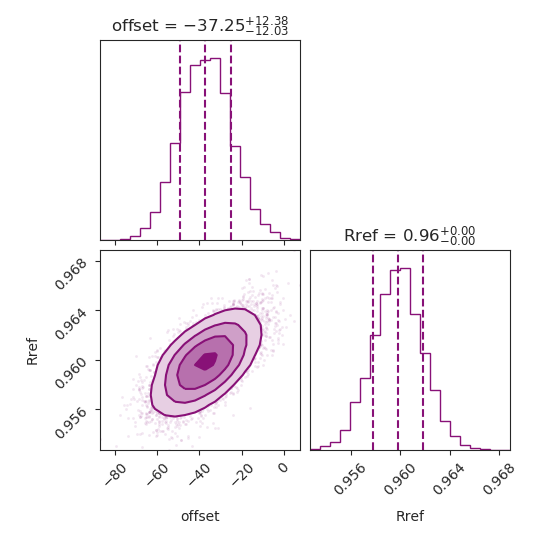 offset = −37.25 +12.38 −12.03
Rref = 0.96 +0.00 −0.00
0.968
0.964
0.960
0.956
Rref
−80 −60 −40 −20 0
0.956 0.960 0.964 0.968
offset Rref